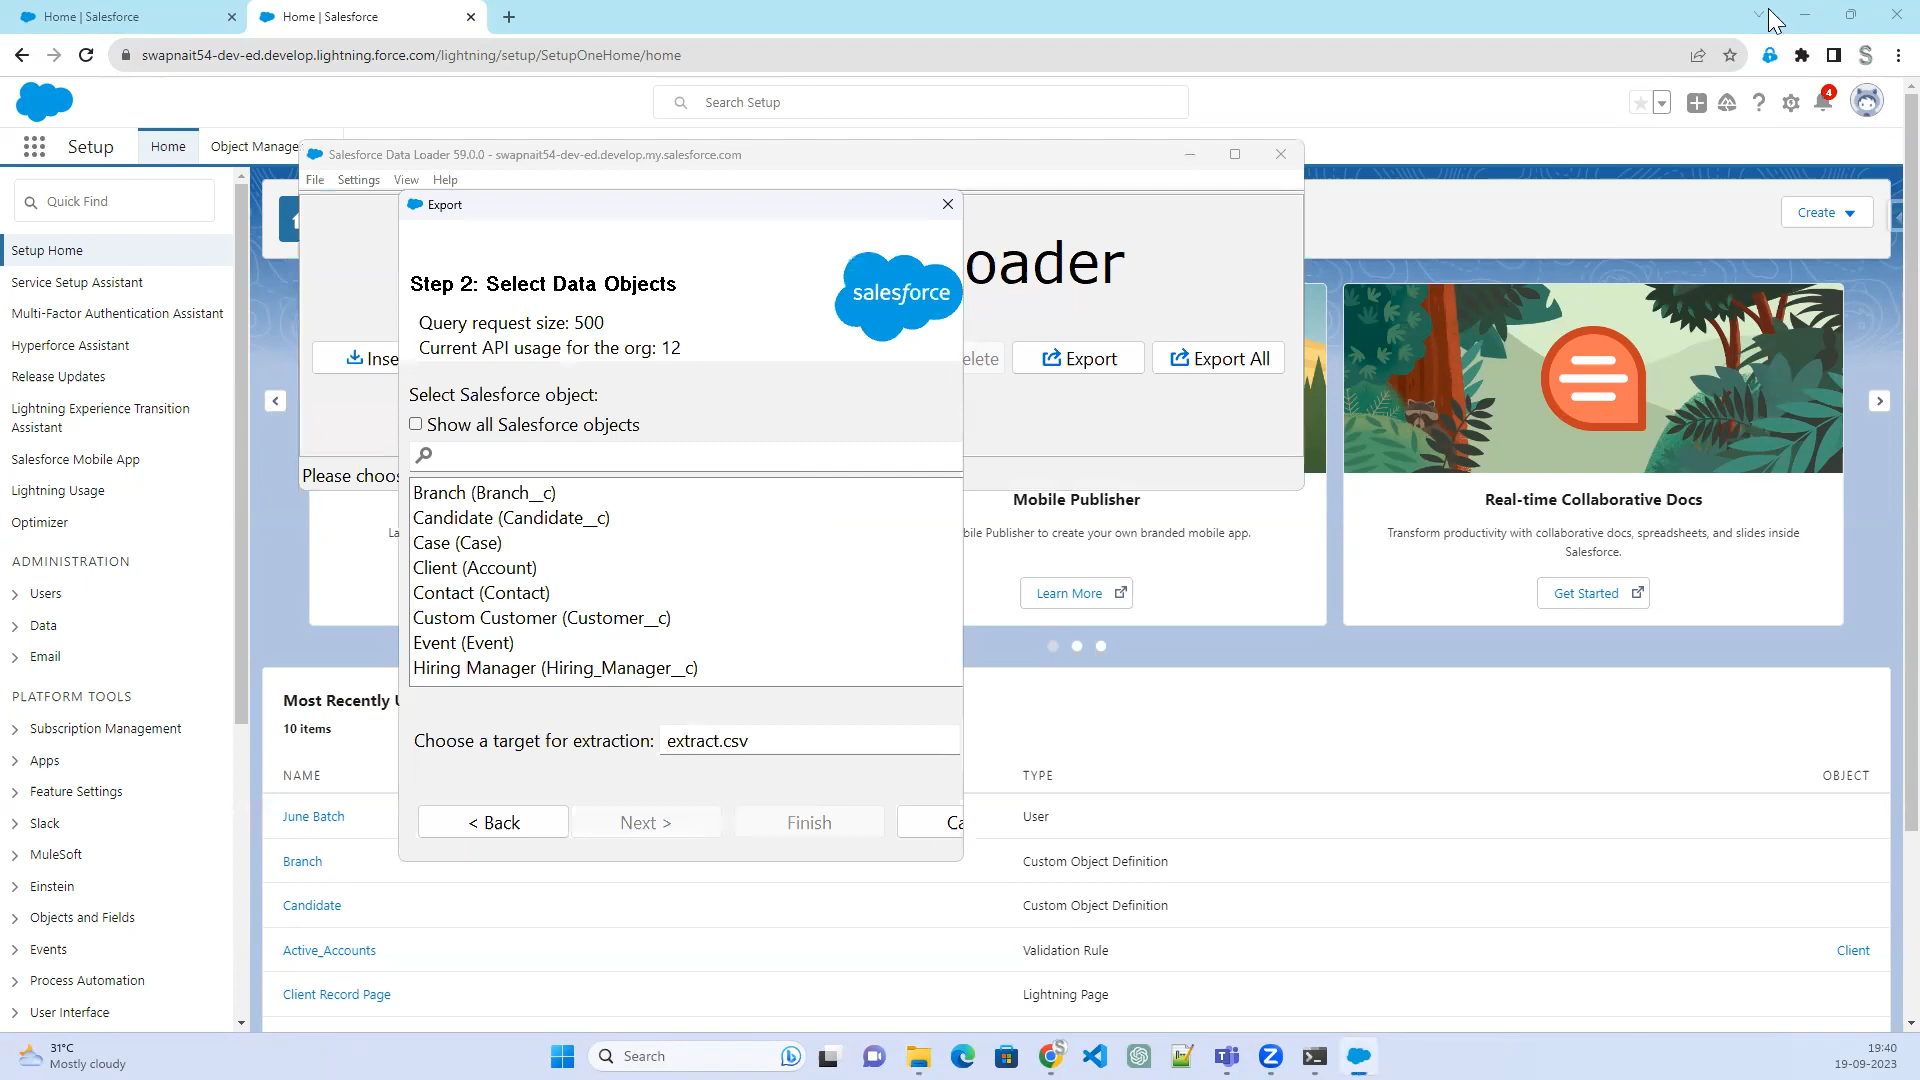 Home | Salesforce
Home | Salesforce
swapnait54-dev-ed.develop.lightning.force.com/lightning/setup/SetupOneHome/home
S
Search Setup
4
Setup
Home
Object Manage
Salesforce Data Loader 59.0.0 - swapnait54-dev-ed.develop.my.salesforce.com
File Settings View Help
Quick Find
Setup Home
Service Setup Assistant
Multi-Factor Authentication Assistant
Hyperforce Assistant
Release Updates
Lightning Experience Transition
Assistant
Salesforce Mobile App
Lightning Usage
Optimizer
ADMINISTRATION
Users
Data
Email
PLATFORM TOOLS
Subscription Management
Apps
Feature Settings
Slack
MuleSoft
Einstein
Objects and Fields
Events
Process Automation
User Interface
Export
Step 2: Select Data Objects
salesforce
Query request size: 500
Current API usage for the org: 12
Select Salesforce object:
Show all Salesforce objects
Branch (Branch__c)
Candidate (Candidate__c)
Case (Case)
Client (Account)
Contact (Contact)
Custom Customer (Customer__c)
Event (Event)
Hiring Manager (Hiring_Manager__c)
Choose a target for extraction: extract.csv
< Back
Next >
Finish
Ca
oader
Inse
elete
Export
Export All
Please choos
Create
La
Mobile Publisher
bile Publisher to create your own branded mobile app.
Learn More
Real-time Collaborative Docs
Transform productivity with collaborative docs, spreadsheets, and slides inside
Salesforce.
Get Started
Most Recently U
10 items
NAME TYPE OBJECT
June Batch User
Branch Custom Object Definition
Candidate Custom Object Definition
Active_Accounts Validation Rule Client
Client Record Page Lightning Page
31°C
Mostly cloudy
Search
19:40
19-09-2023